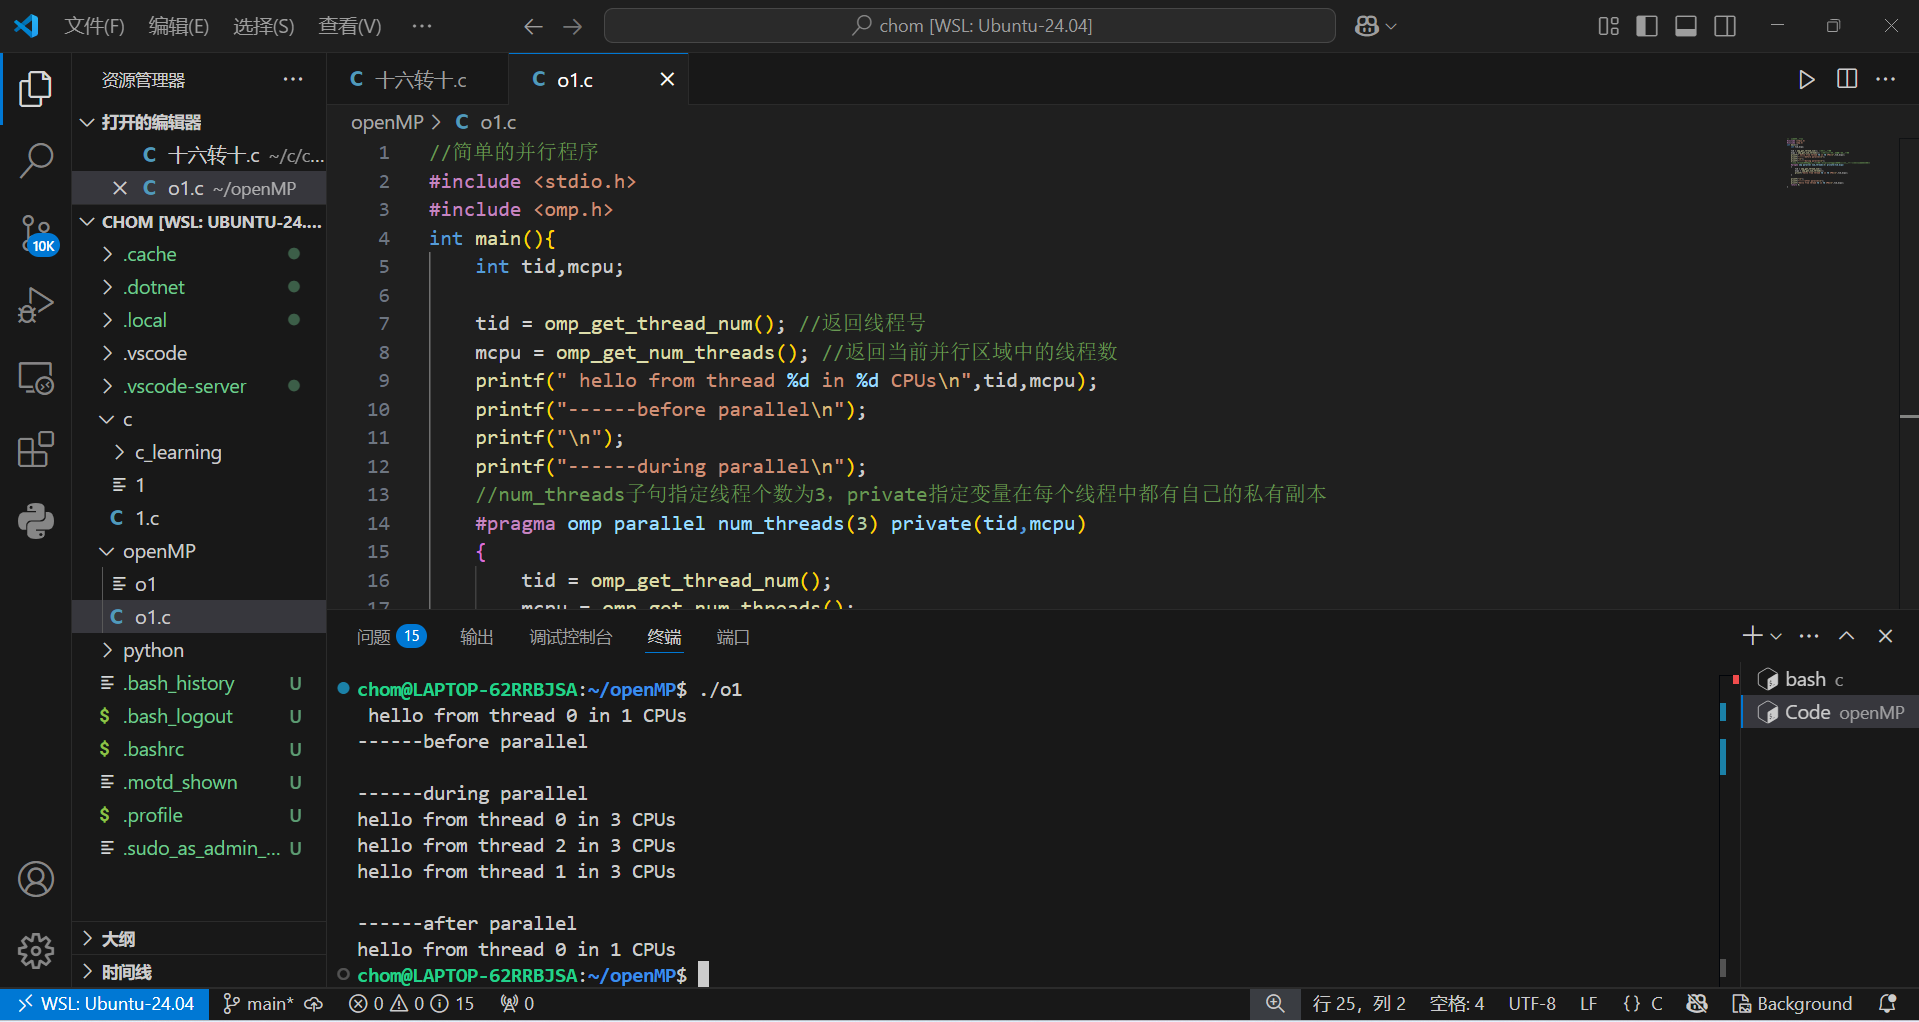 文件(F) 编辑(E) 选择(S) 查看(V) ··· chom [WSL: Ubuntu-24.04]
资源管理器 ···
打开的编辑器
C 十六转十.c ~/c/c...
C o1.c ~/openMP
CHOM [WSL: UBUNTU-24....
10K
.cache
.dotnet
.local
.vscode
.vscode-server
c
c_learning
1
C 1.c
openMP
o1
C o1.c
python
.bash_history U
$ .bash_logout U
$ .bashrc U
.motd_shown U
$ .profile U
.sudo_as_admin_... U
大纲
时间线
C 十六转十.c C o1.c
openMP > C o1.c
1 //简单的并行程序
2 #include <stdio.h>
3 #include <omp.h>
4 int main(){
5 int tid,mcpu;
6
7 tid = omp_get_thread_num(); //返回线程号
8 mcpu = omp_get_num_threads(); //返回当前并行区域中的线程数
9 printf(" hello from thread %d in %d CPUs\n",tid,mcpu);
10 printf("------before parallel\n");
11 printf("\n");
12 printf("------during parallel\n");
13 //num_threads子句指定线程个数为3，private指定变量在每个线程中都有自己的私有副本
14 #pragma omp parallel num_threads(3) private(tid,mcpu)
15 {
16 tid = omp_get_thread_num();
17 mcpu = omp_get_num_threads();
问题 15 输出 调试控制台 终端 端口
chom@LAPTOP-62RRBJSA:~/openMP$ ./o1
hello from thread 0 in 1 CPUs
------before parallel
------during parallel
hello from thread 0 in 3 CPUs
hello from thread 2 in 3 CPUs
hello from thread 1 in 3 CPUs
------after parallel
hello from thread 0 in 1 CPUs
chom@LAPTOP-62RRBJSA:~/openMP$
bash c
Code openMP
WSL: Ubuntu-24.04 main* 0 0 15 0 行 25，列 2 空格: 4 UTF-8 LF {} C Background